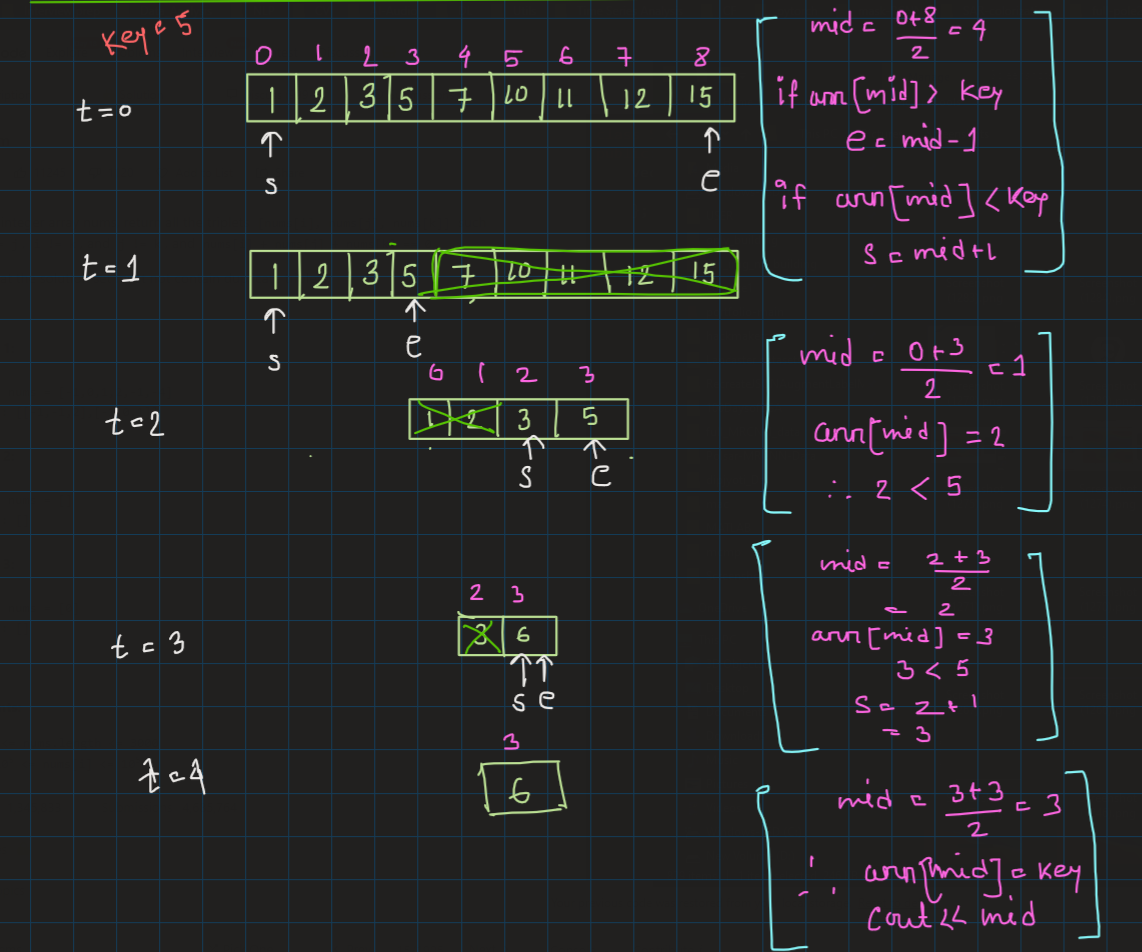 key = 5
0 1 2 3 4 5 6 7 8
t=0 1 2 3 5 7 10 11 12 15
s e
mid = 0+8/2 = 4
if arr[mid] > key
e = mid-1
if arr[mid] < key
s = mid+1
t=1 1 2 3 5 7 10 11 12 15
s e
0 1 2 3
t=2 1 2 3 5
s e
mid = 0+3/2 = 1
arr[mid] = 2
∴ 2 < 5
2 3
t = 3 3 6
s e
mid = 2+3/2
= 2
arr[mid] = 3
3 < 5
s = 2+1
= 3
3
t=4 6
mid = 3+3/2 = 3
∴ arr[mid] = key
cout << mid